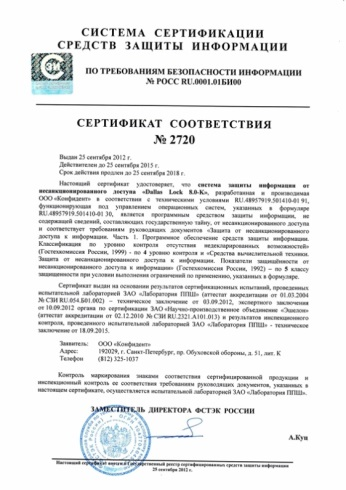 СИСТЕМА СЕРТИФИКАЦИИ
СРЕДСТВ ЗАЩИТЫ ИНФОРМАЦИИ
ПО ТРЕБОВАНИЯМ БЕЗОПАСНОСТИ ИНФОРМАЦИИ
№ РОСС RU.0001.01БИ00
СЕРТИФИКАТ СООТВЕТСТВИЯ
№ 2720
Выдан 25 сентября 2012 г.
Действителен до 25 сентября 2015 г.
Срок действия продлен до 25 сентября 2018 г.
Настоящий сертификат удостоверяет, что система защиты информации от
несанкционированного доступа «Dallas Lock 8.0-K», разработанная и производимая
ООО «Конфидент» в соответствии с техническими условиями RU.48957919.501410-01 91,
функционирующая под управлением операционных систем, указанных в формуляре
RU.48957919.501410-01 30, является программным средством защиты информации, не
содержащей сведений, составляющих государственную тайну, от несанкционированного доступа и
соответствует требованиям руководящих документов «Защита от несанкционированного
доступа к информации. Часть 1. Программное обеспечение средств защиты информации.
Классификация по уровню контроля отсутствия недекларированных возможностей»
(Гостехкомиссия России, 1999) - по 4 уровню контроля и «Средства вычислительной техники.
Защита от несанкционированного доступа к информации. Показатели защищенности от
несанкционированного доступа к информации» (Гостехкомиссия России, 1992) – по 5 классу
защищенности при условии выполнения ограничений по применению, указанных в формуляре.
Сертификат выдан на основании результатов сертификационных испытаний, проведенных
испытательной лабораторией ЗАО «Лаборатория ППШ» (аттестат аккредитации от 01.03.2004
№ СЗИ RU.054.Б01.002) – техническое заключение от 03.09.2012, экспертного заключения
от 10.09.2012 органа по сертификации ЗАО «Научно-производственное объединение "Эшелон»
(аттестат аккредитации от 02.12.2010 № СЗИ RU.2321.А101.013) и результатов инспекционного
контроля, проведенного испытательной лабораторией ЗАО «Лаборатория ППШ» - техническое
заключение от 18.09.2015.
Заявитель: ООО «Конфидент»
Адрес: 192029, г. Санкт-Петербург, пр. Обуховской обороны, д. 51, лит. К
Телефон: (812) 325-1037
Контроль маркирования знаками соответствия сертифицированной продукции и
инспекционный контроль ее соответствия требованиям руководящих документов, указанных в
настоящем сертификате, осуществляется испытательной лабораторией ЗАО «Лаборатория ППШ».
ЗАМЕСТИТЕЛЬ ДИРЕКТОРА ФСТЭК РОССИИ
А.Куц
Настоящий сертификат внесен в Государственный реестр сертифицированных средств защиты информации
25 сентября 2012 г.